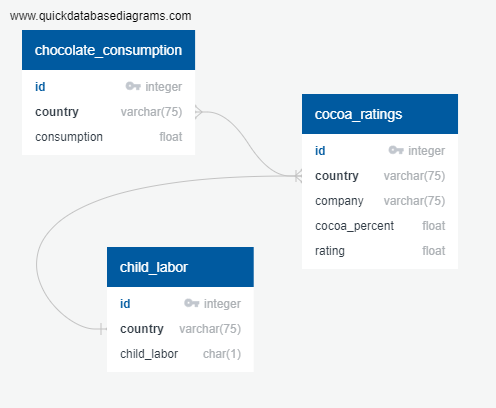 www.quickdatabasediagrams.com
chocolate_consumption
id integer
country varchar(75)
consumption float
cocoa_ratings
id integer
country varchar(75)
company varchar(75)
cocoa_percent float
rating float
child_labor
id integer
country varchar(75)
child_labor char(1)